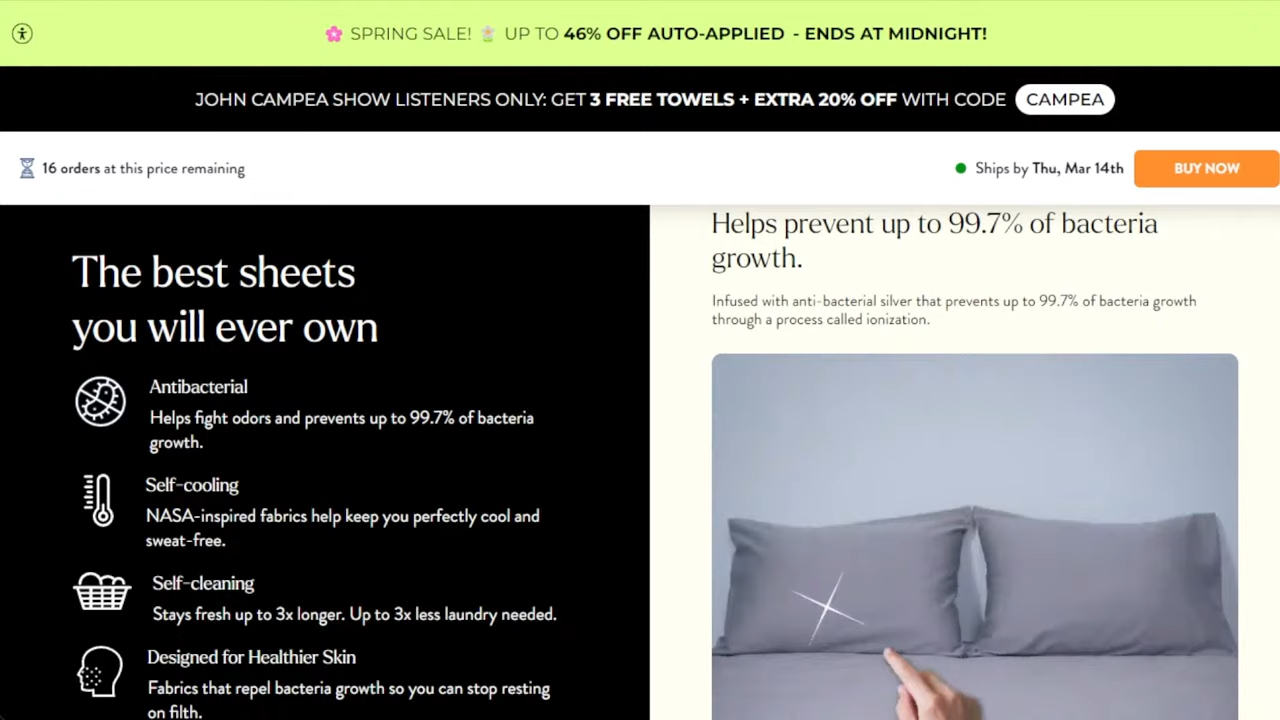 🌸 SPRING SALE! UP TO 46% OFF AUTO-APPLIED - ENDS AT MIDNIGHT!
JOHN CAMPEA SHOW LISTENERS ONLY: GET 3 FREE TOWELS + EXTRA 20% OFF WITH CODE CAMPEA
16 orders at this price remaining
Ships by Thu, Mar 14th
BUY NOW
The best sheets
you will ever own
Antibacterial
Helps fight odors and prevents up to 99.7% of bacteria
growth.
Self-cooling
NASA-inspired fabrics help keep you perfectly cool and
sweat-free.
Self-cleaning
Stays fresh up to 3x longer. Up to 3x less laundry needed.
Designed for Healthier Skin
Fabrics that repel bacteria growth so you can stop resting
on filth.
Helps prevent up to 99.7% of bacteria
growth.
Infused with anti-bacterial silver that prevents up to 99.7% of bacteria growth
through a process called ionization.